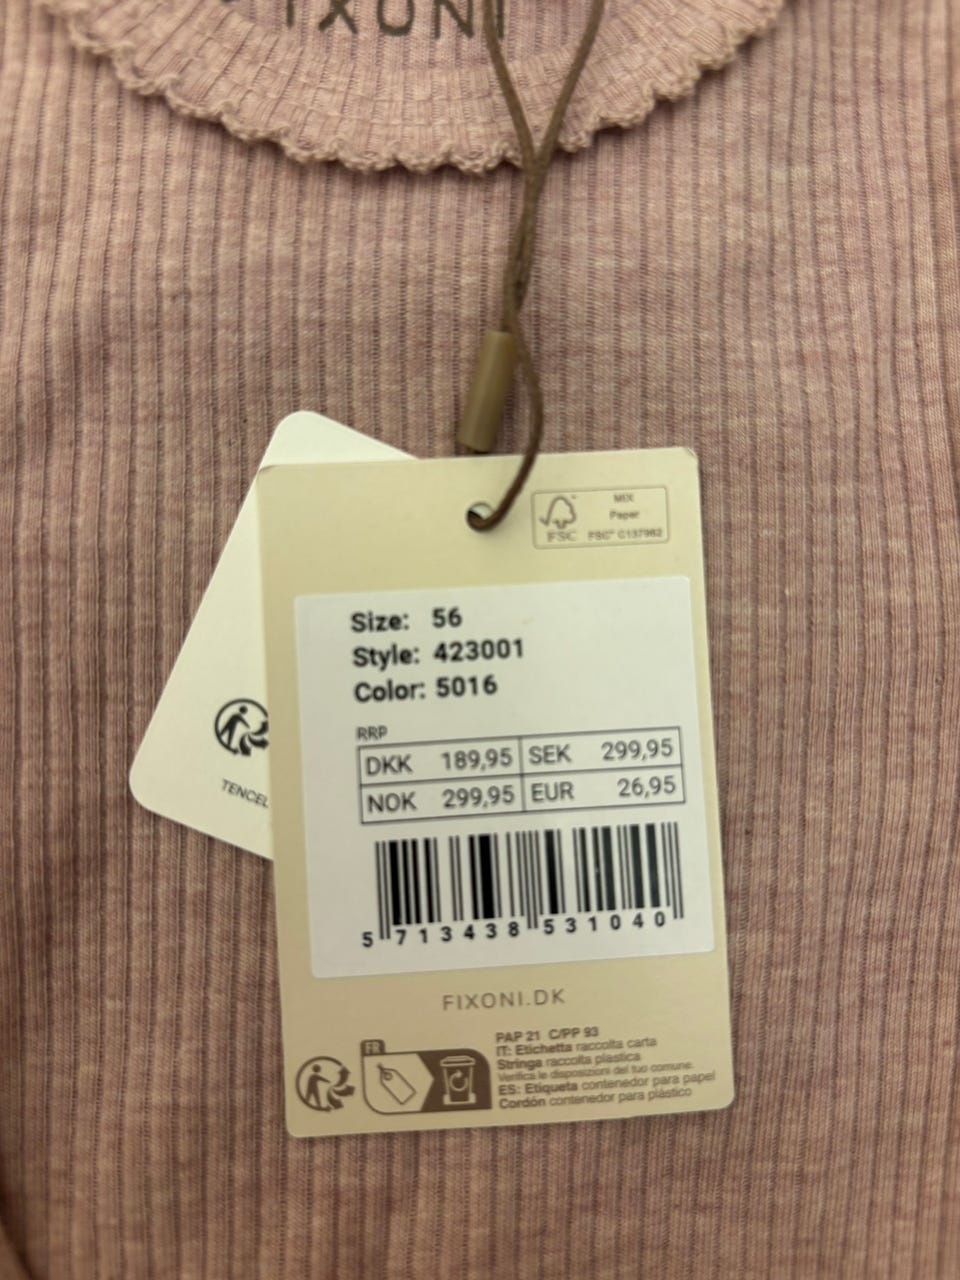 FIXONI
FSC
MIX
Paper
FSC® C137982
Size: 56
Style: 423001
Color: 5016
RRP
DKK 189,95 SEK 299,95
NOK 299,95 EUR 26,95
5 713438 531040
TENCEL
FIXONI.DK
FR
PAP 21 C/PP 93
IT: Etichetta raccolta carta
Stringa raccolta plastica
Verifica le disposizioni del tuo comune.
ES: Etiqueta contenedor para papel
Cordón contenedor para plástico